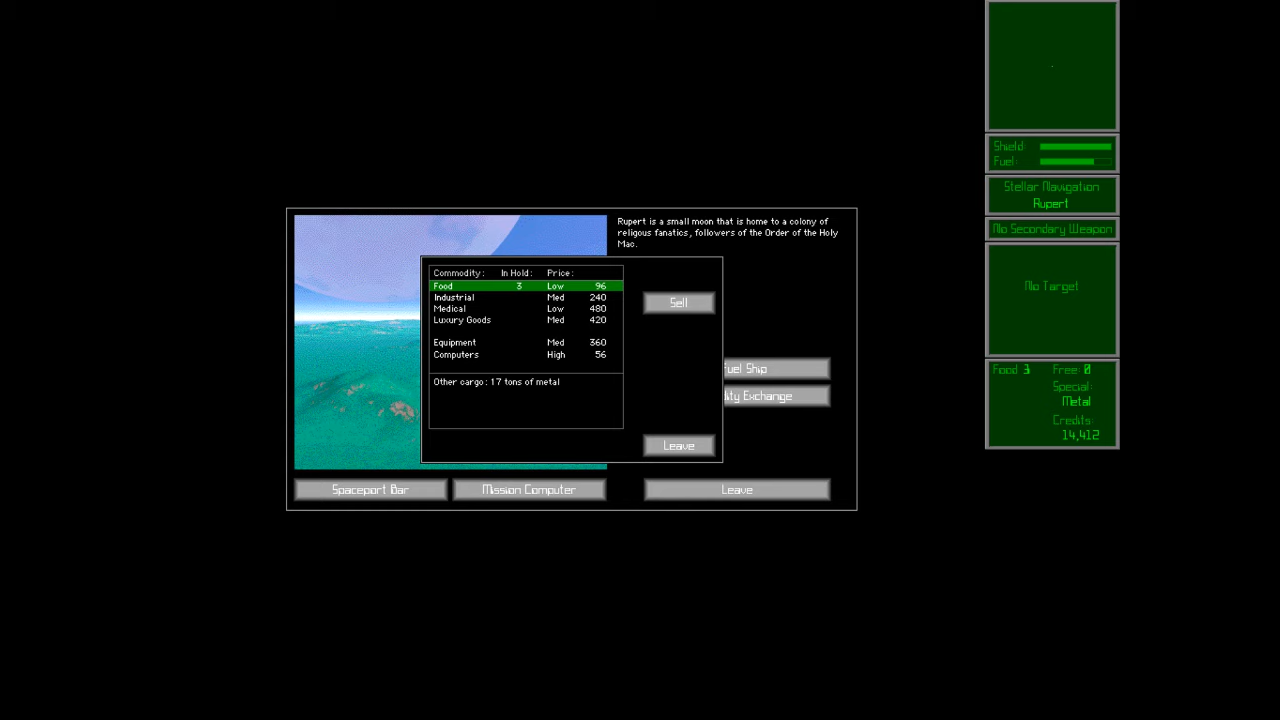 Rupert is a small moon that is home to a colony of
religous fanatics, followers of the Order of the Holy
Mac.
Commodity: In Hold: Price:
Food 3 Low 96
Industrial Med 240
Medical Low 480
Luxury Goods Med 420
Equipment Med 360
Computers High 56
Other cargo: 17 tons of metal
Sell
Leave
Fuel Ship
ity Exchange
Spaceport Bar
Mission Computer
Leave
Shield:
Fuel:
Stellar Navigation
Rupert
No Secondary Weapon
No Target
Food 3 Free: 0
Special:
Metal
Credits:
14,412